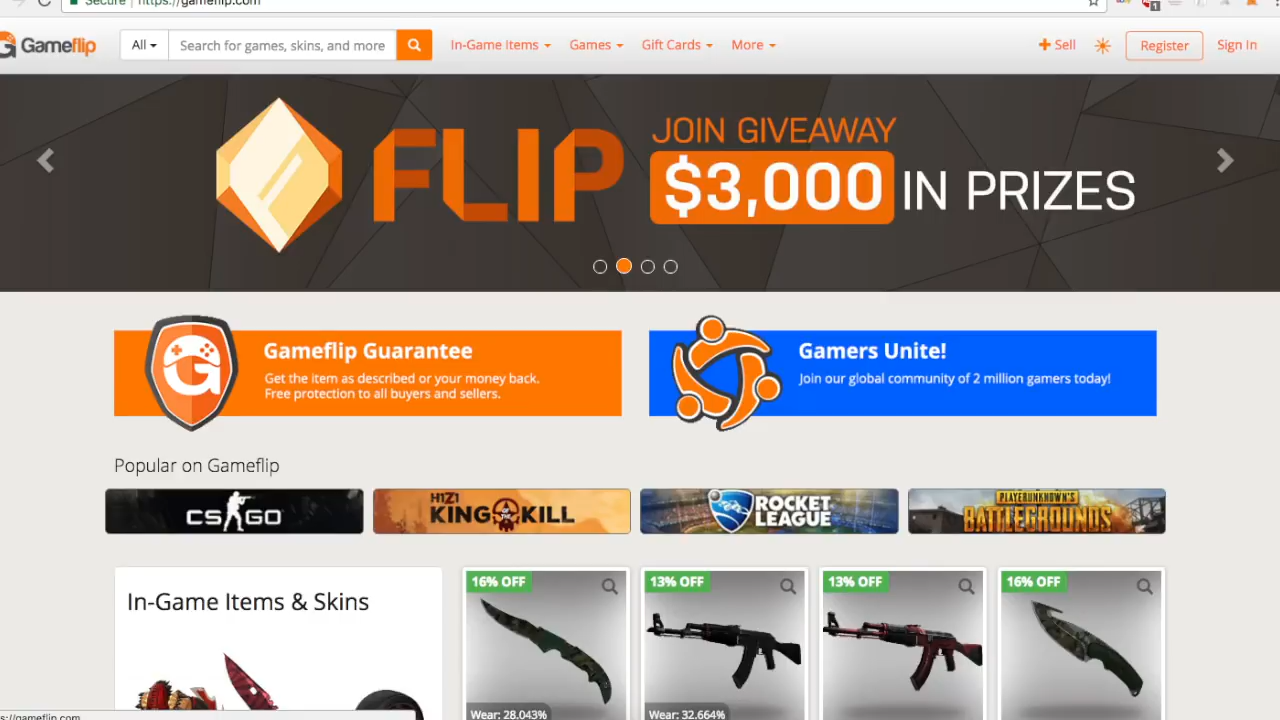 Secure https://gameflip.com
Gameflip
All
Search for games, skins, and more
In-Game Items
Games
Gift Cards
More
+ Sell
Register
Sign In
FLIP
JOIN GIVEAWAY
$3,000 IN PRIZES
Gameflip Guarantee
Get the item as described or your money back.
Free protection to all buyers and sellers.
Gamers Unite!
Join our global community of 2 million gamers today!
Popular on Gameflip
CS GO
H1Z1
KING OF THE KILL
ROCKET
LEAGUE
PLAYERUNKNOWN'S
BATTLEGROUNDS
In-Game Items & Skins
16% OFF
13% OFF
13% OFF
16% OFF
Wear: 28.043%
Wear: 32.664%
s://gameflip.com